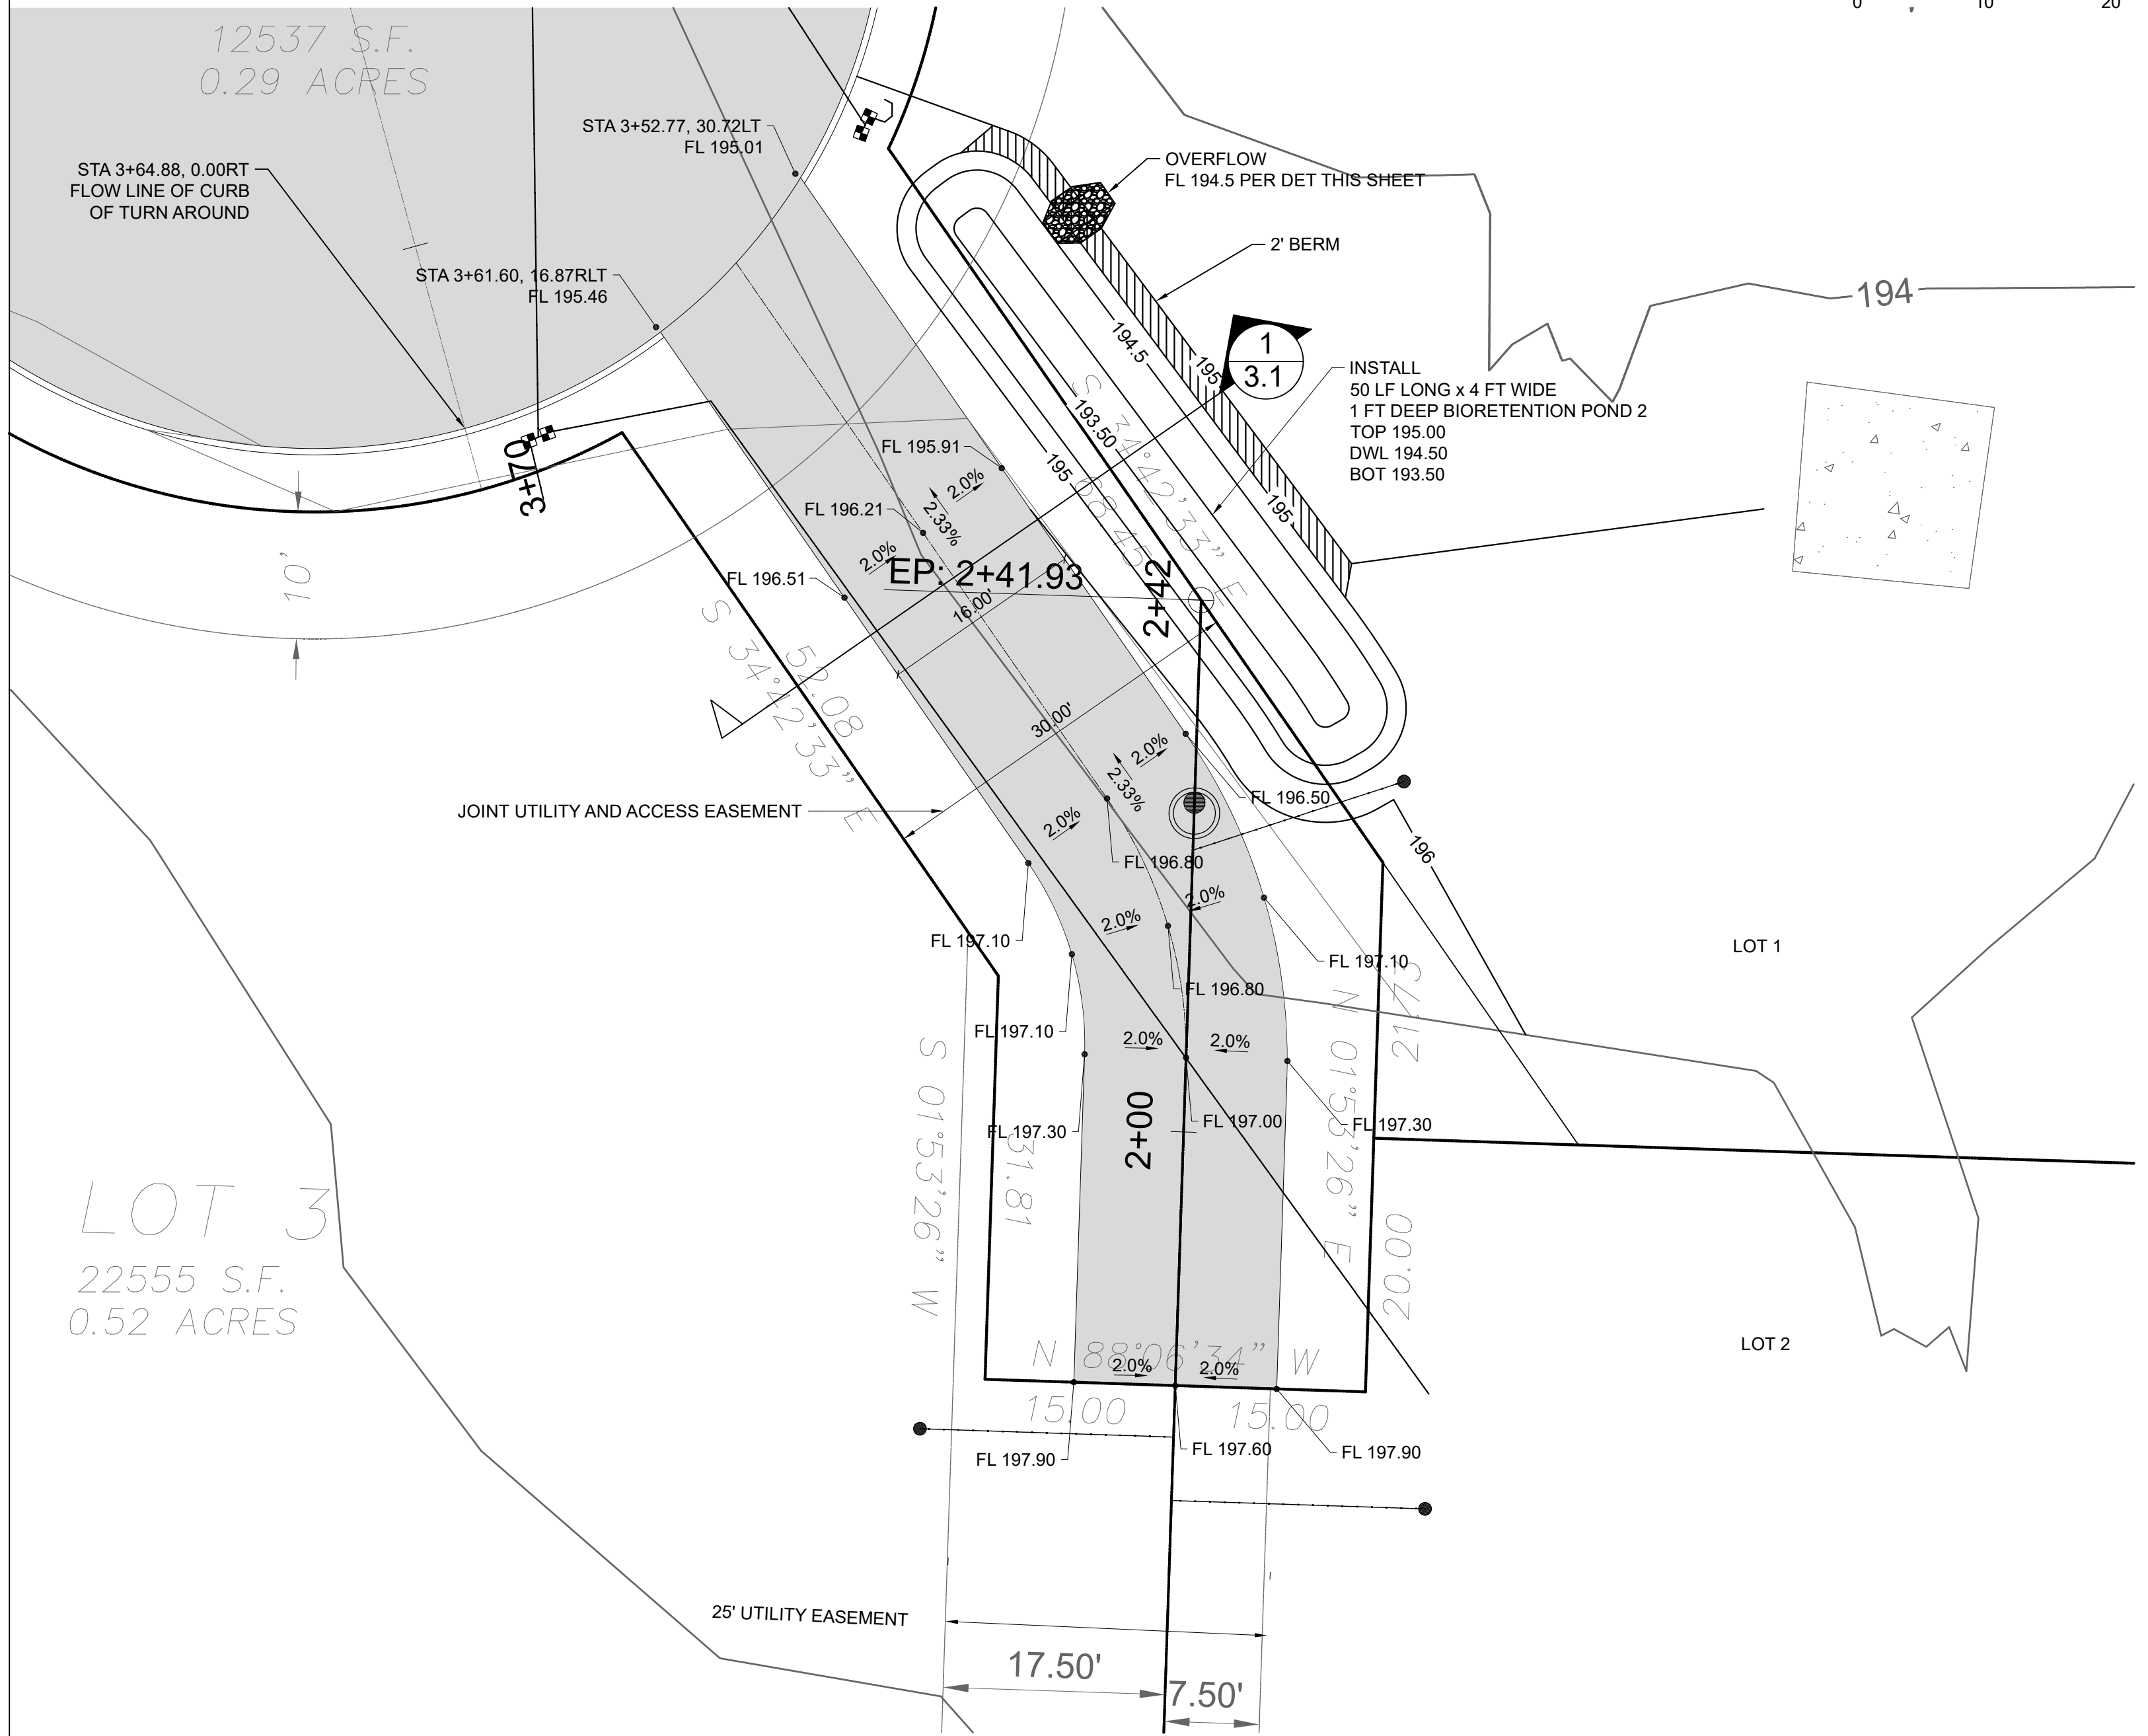 0 10 20
12537 S.F.
0.29 ACRES
STA 3+52.77, 30.72LT
FL 195.01
STA 3+64.88, 0.00RT
FLOW LINE OF CURB
OF TURN AROUND
OVERFLOW
FL 194.5 PER DET THIS SHEET
2' BERM
STA 3+61.60, 16.87RLT
FL 195.46
194
194.5
195
1
3.1
INSTALL
50 LF LONG x 4 FT WIDE
1 FT DEEP BIORETENTION POND 2
TOP 195.00
DWL 194.50
BOT 193.50
193.50
S 34°42'33" E
68.45
195
195
3+70
FL 195.91
2.0%
FL 196.21
2.33%
2.0%
10'
EP: 2+41.93
2+42
FL 196.51
16.00'
S 34°42'33" E
52.08
30.00'
2.0%
2.33%
JOINT UTILITY AND ACCESS EASEMENT
FL 196.50
2.0%
FL 196.80
196
2.0%
2.0%
FL 197.10
FL 197.10
LOT 1
FL 196.80
FL 197.10
21.73
2.0%
2.0%
N 01°53'26" E
2+00
FL 197.00
FL 197.30
FL 197.30
S 01°53'26" W
31.81
LOT 3
22555 S.F.
0.52 ACRES
20.00
LOT 2
N 88°06'34" W
2.0%
2.0%
15.00
15.00
FL 197.90
FL 197.60
FL 197.90
25' UTILITY EASEMENT
17.50'
7.50'